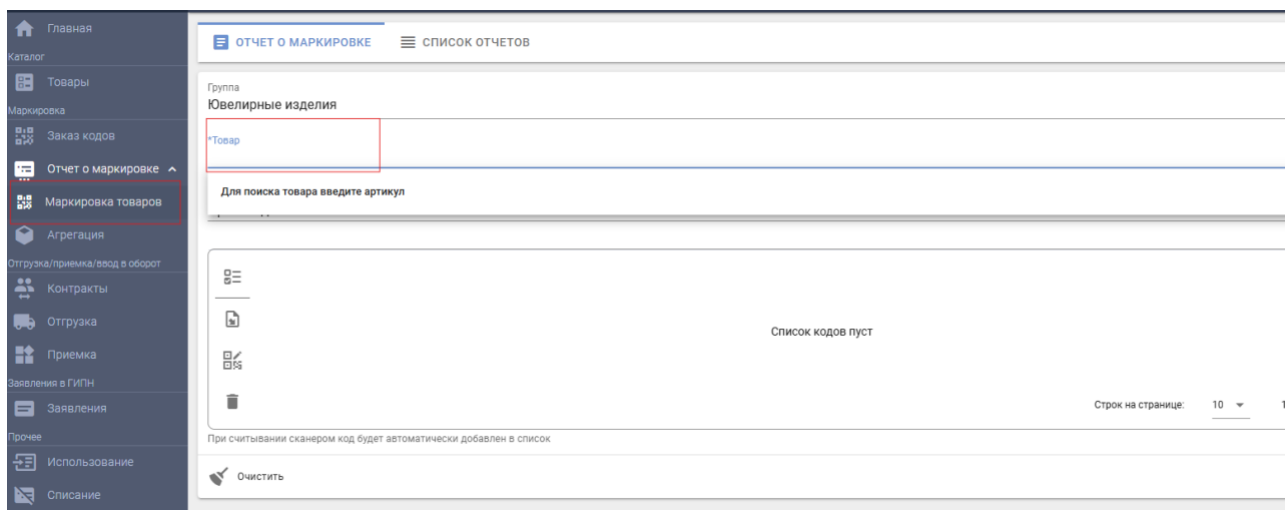 Главная
Каталог
Товары
Маркировка
Заказ кодов
Отчет о маркировке
Маркировка товаров
Агрегация
Отгрузка/приемка/ввод в оборот
Контракты
Отгрузка
Приемка
Заявления в ГИПН
Заявления
Прочее
Использование
Списание
ОТЧЕТ О МАРКИРОВКЕ СПИСОК ОТЧЕТОВ
Группа
Ювелирные изделия
*Товар
Для поиска товара введите артикул
Список кодов пуст
Строк на странице: 10 1
При считывании сканером код будет автоматически добавлен в список
Очистить